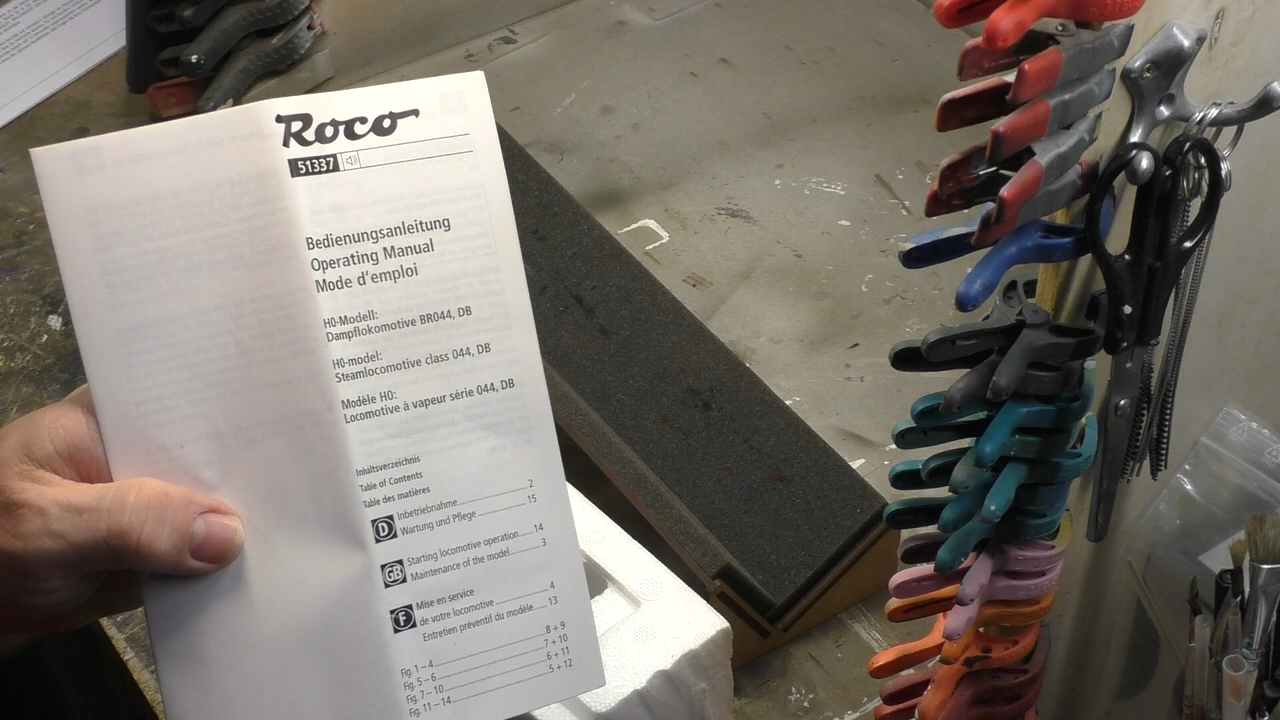 Roco
51337
Bedienungsanleitung
Operating Manual
Mode d'emploi
H0-Modell:
Dampflokomotive BR044, DB
H0-model:
Steamlocomotive class 044, DB
Modèle H0:
Locomotive à vapeur série 044, DB
Inhaltsverzeichnis
Table of Contents
Table des matières
D
Inbetriebnahme 2
Wartung und Pflege 15
GB
Starting locomotive operation 14
Maintenance of the model 3
F
Mise en service
de votre locomotive 4
Entretien préventif du modèle 13
Fig. 1 – 4 8 + 9
Fig. 5 – 6 7 + 10
Fig. 7 – 10 6 + 11
Fig. 11 – 14 5 + 12